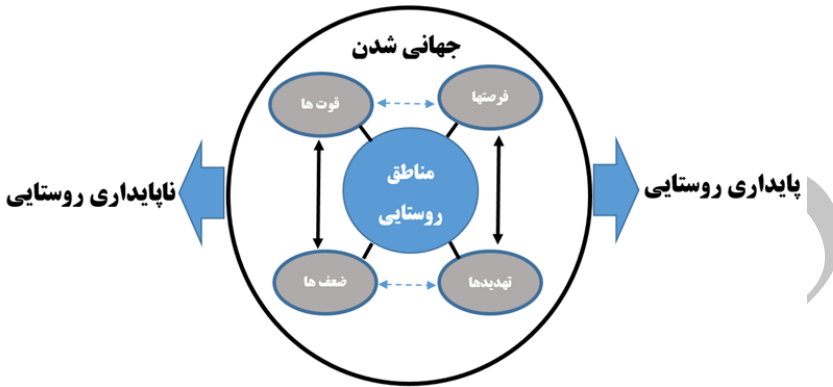 جهانی شدن
فرصتها
قوت ها
مناطق
روستایی
پایداری روستایی
ناپایداری روستایی
تهدیدها
ضعف ها